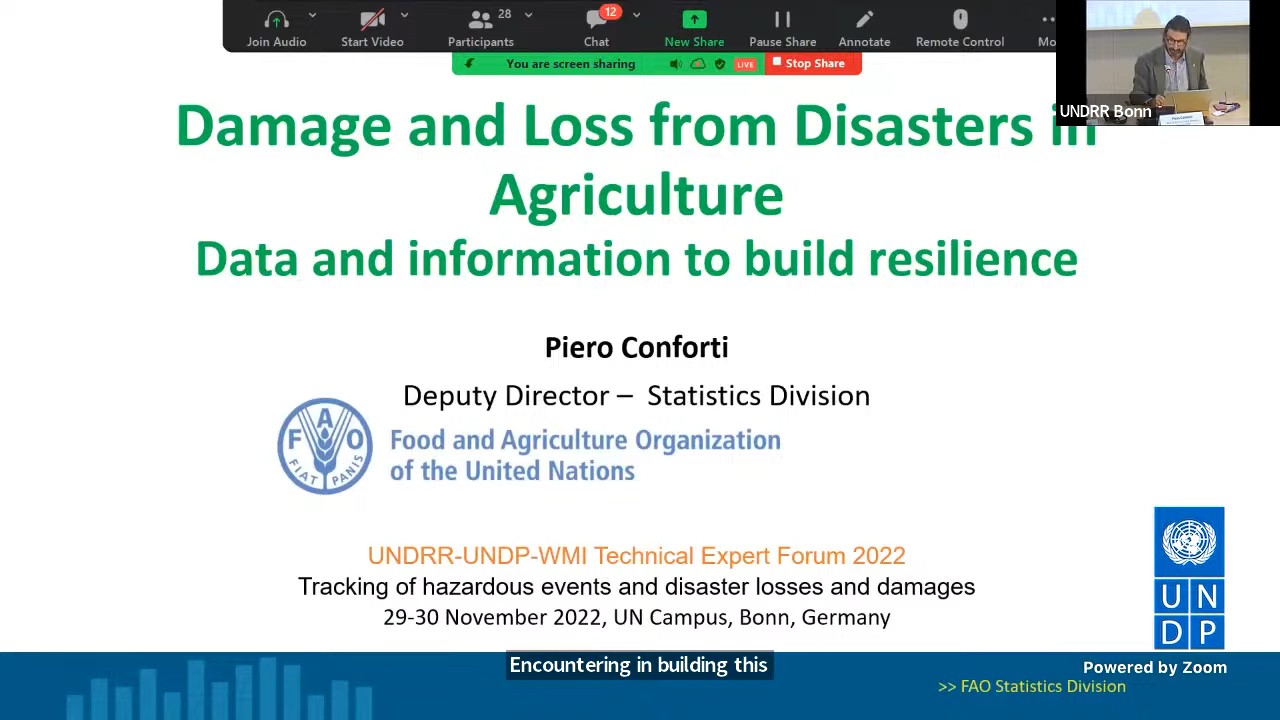 Join Audio
Start Video
28
Participants
12
Chat
New Share
Pause Share
Annotate
Remote Control
Mo
You are screen sharing
LIVE
Stop Share
UNDRR Bonn
Damage and Loss from Disasters in
Agriculture
Data and information to build resilience
Piero Conforti
Deputy Director – Statistics Division
F A O
FIAT PANIS
Food and Agriculture Organization
of the United Nations
UNDRR-UNDP-WMI Technical Expert Forum 2022
Tracking of hazardous events and disaster losses and damages
29-30 November 2022, UN Campus, Bonn, Germany
U N
D P
Encountering in building this
Powered by Zoom
>> FAO Statistics Division